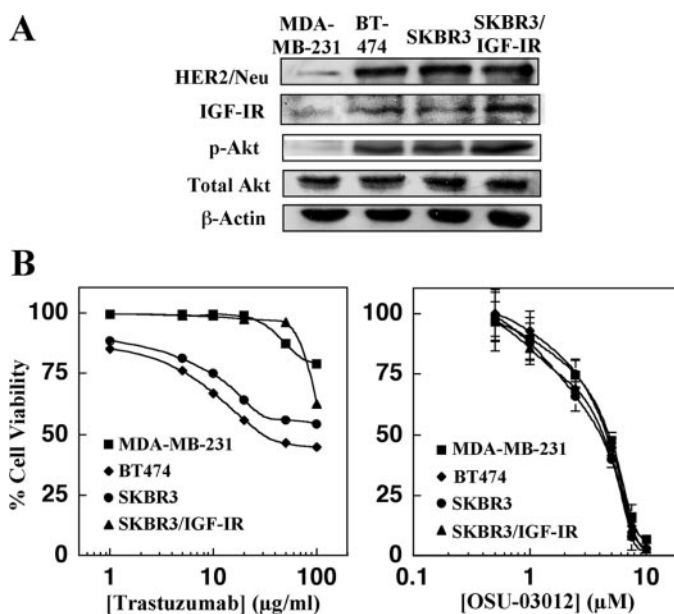 A
MDA-
MB-231
BT-
474
SKBR3
SKBR3/
IGF-IR
HER2/Neu
IGF-IR
p-Akt
Total Akt
β-Actin
B
% Cell Viability
100
75
50
25
0
MDA-MB-231
BT474
SKBR3
SKBR3/IGF-IR
1
10
100
[Trastuzumab] (µg/ml)
100
75
50
25
0
MDA-MB-231
BT474
SKBR3
SKBR3/IGF-IR
0.1
1
10
[OSU-03012] (µM)